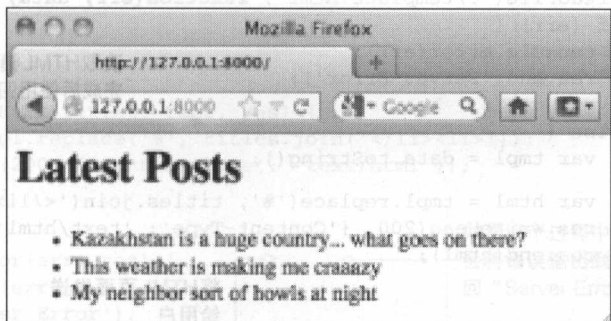 Mozilla Firefox
http://127.0.0.1:8000/
127.0.0.1:8000
Google
Latest Posts
• Kazakhstan is a huge country... what goes on there?
• This weather is making me craaazy
• My neighbor sort of howls at night